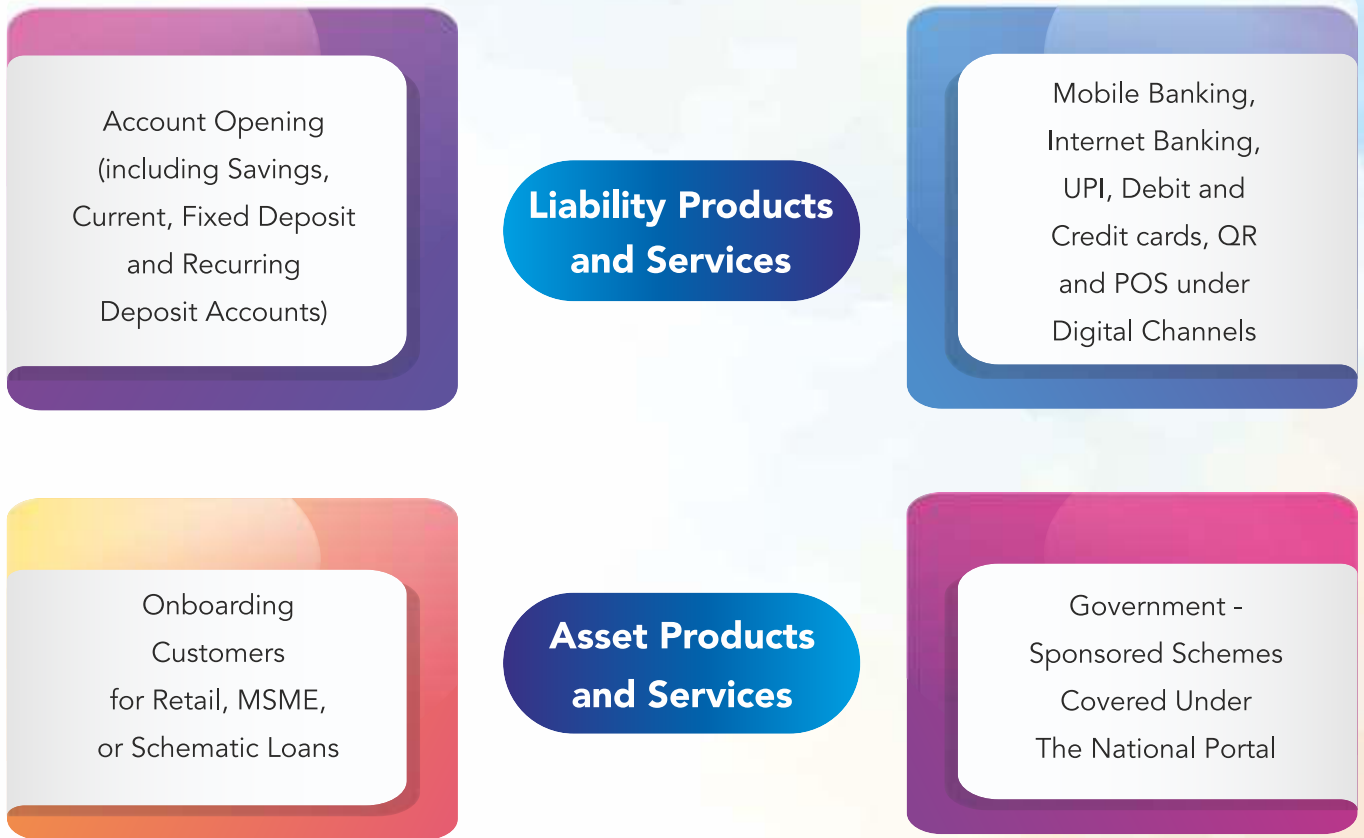 Account Opening
(including Savings,
Current, Fixed Deposit
and Recurring
Deposit Accounts)
Liability Products
and Services
Mobile Banking,
Internet Banking,
UPI, Debit and
Credit cards, QR
and POS under
Digital Channels
Onboarding
Customers
for Retail, MSME,
or Schematic Loans
Asset Products
and Services
Government -
Sponsored Schemes
Covered Under
The National Portal